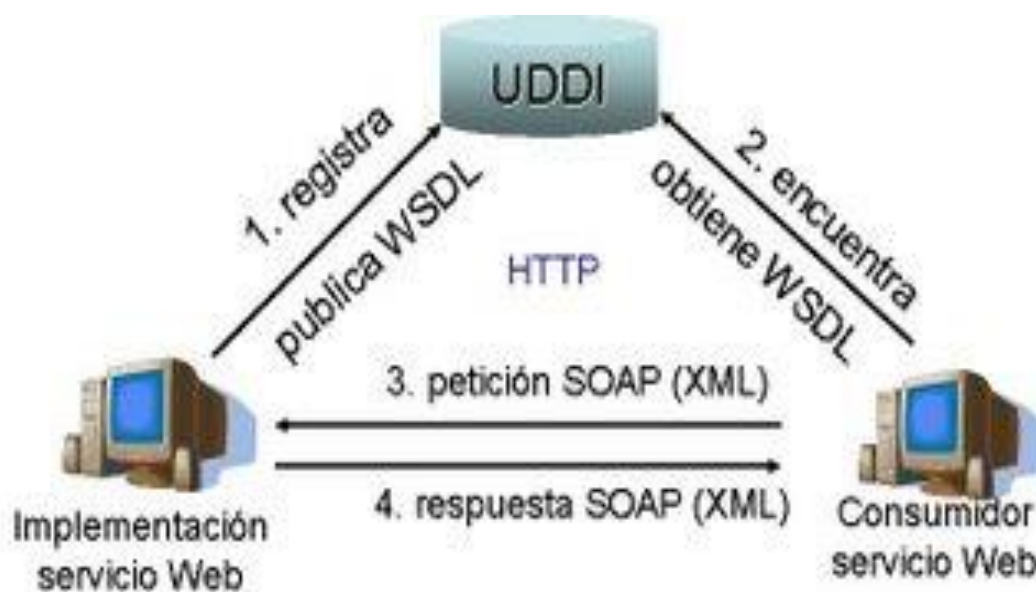 UDDI
1. registra
publica WSDL
2. encuentra
obtiene WSDL
HTTP
3. petición SOAP (XML)
4. respuesta SOAP (XML)
Implementación
servicio Web
Consumidor
servicio Web